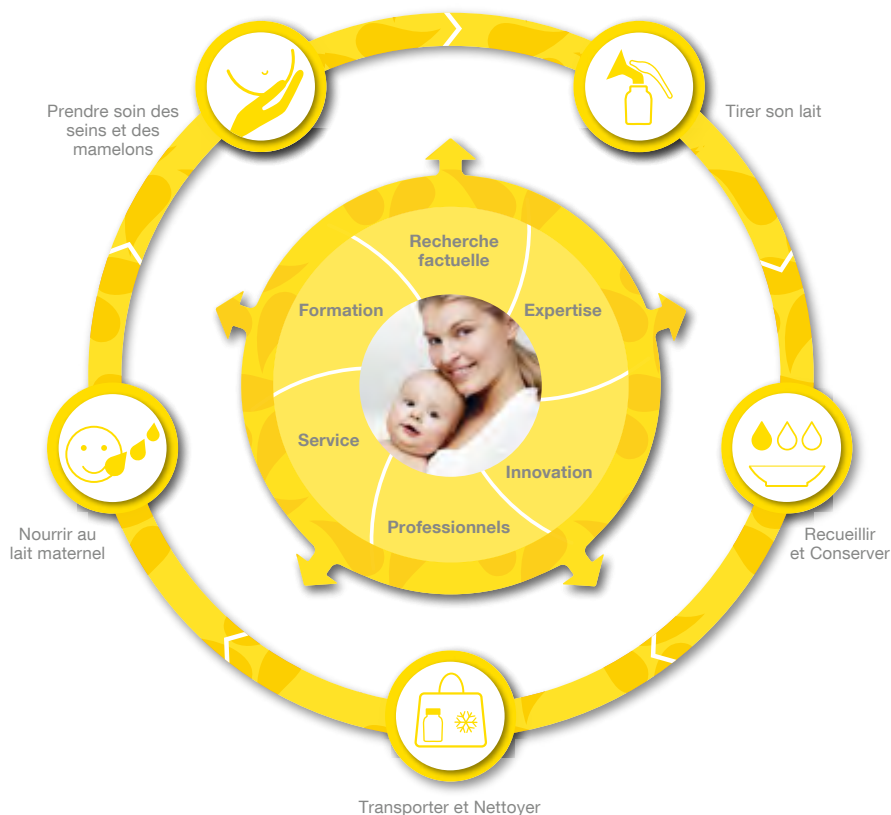 Prendre soin des
seins et des
mamelons
Tirer son lait
Recherche
factuelle
Formation
Expertise
Service
Innovation
Professionnels
Nourrir au
lait maternel
Recueillir
et Conserver
Transporter et Nettoyer